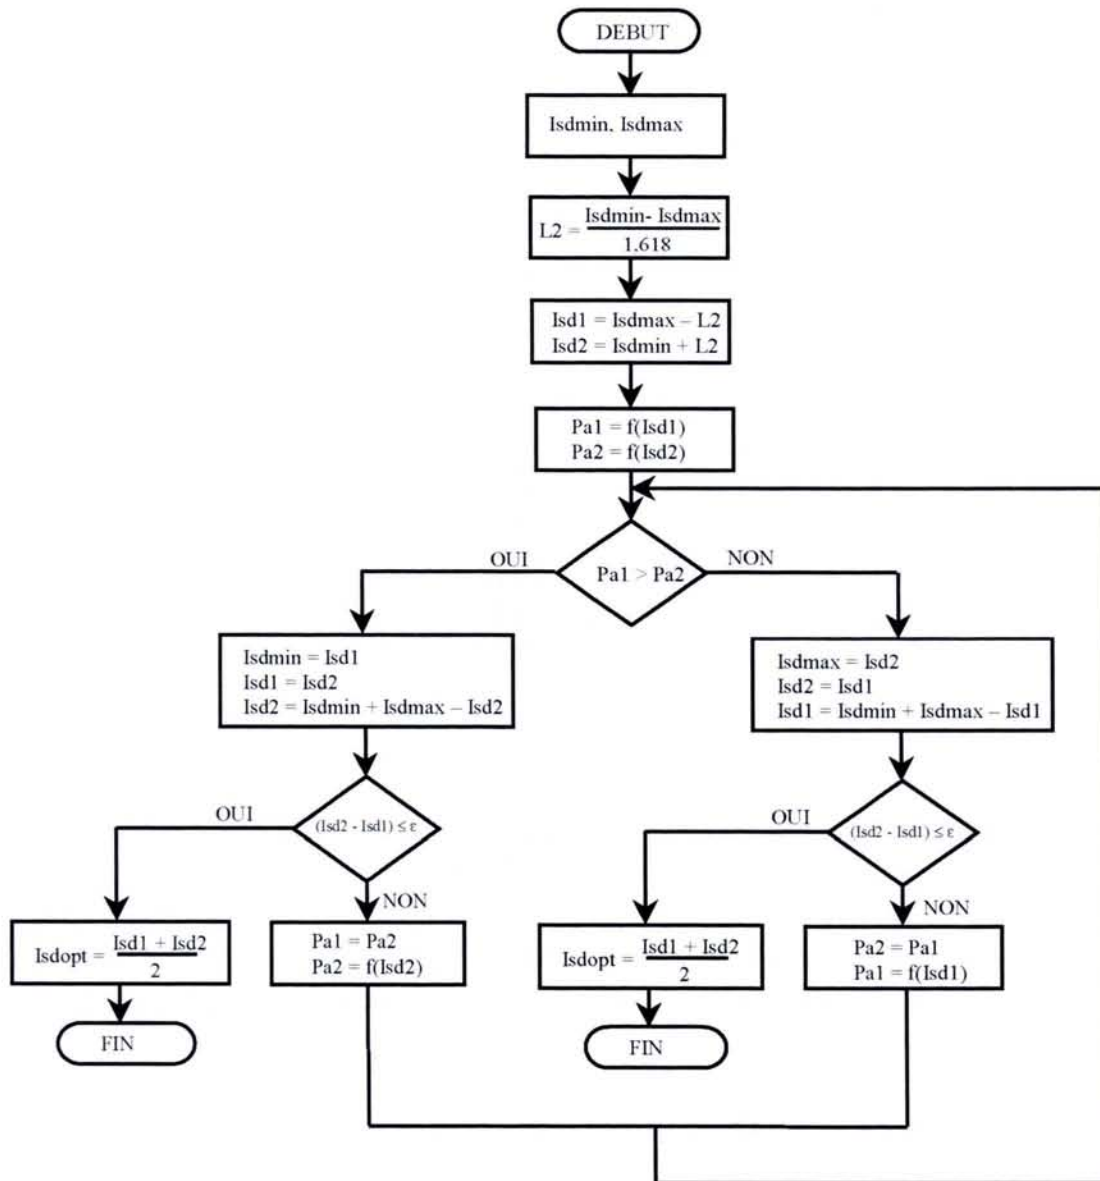 DEBUT
Isdmin, Isdmax
L2 = Isdmin- Isdmax
1.618
Isd1 = Isdmax – L2
Isd2 = Isdmin + L2
Pa1 = f(Isd1)
Pa2 = f(Isd2)
OUI
Pa1 > Pa2
NON
Isdmin = Isd1
Isd1 = Isd2
Isd2 = Isdmin + Isdmax – Isd2
Isdmax = Isd2
Isd2 = Isd1
Isd1 = Isdmin + Isdmax – Isd1
OUI
(Isd2 - Isd1) ≤ ε
NON
OUI
(Isd2 - Isd1) ≤ ε
NON
Isdopt = Isd1 + Isd2
2
Pa1 = Pa2
Pa2 = f(Isd2)
Isdopt = Isd1 + Isd2
2
Pa2 = Pa1
Pa1 = f(Isd1)
FIN
FIN